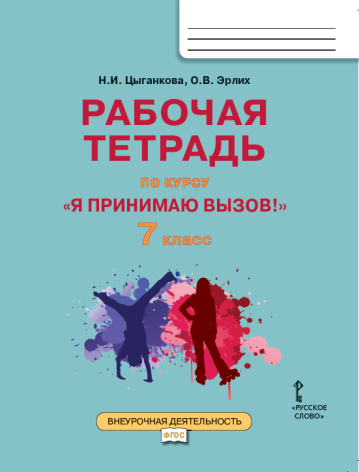 Н.И. Цыганкова, О.В. Эрлих
РАБОЧАЯ
ТЕТРАДЬ
ПО КУРСУ
«Я ПРИНИМАЮ ВЫЗОВ!»
7 класс
«РУССКОЕ
СЛОВО»
ВНЕУРОЧНАЯ ДЕЯТЕЛЬНОСТЬ
ФГОС